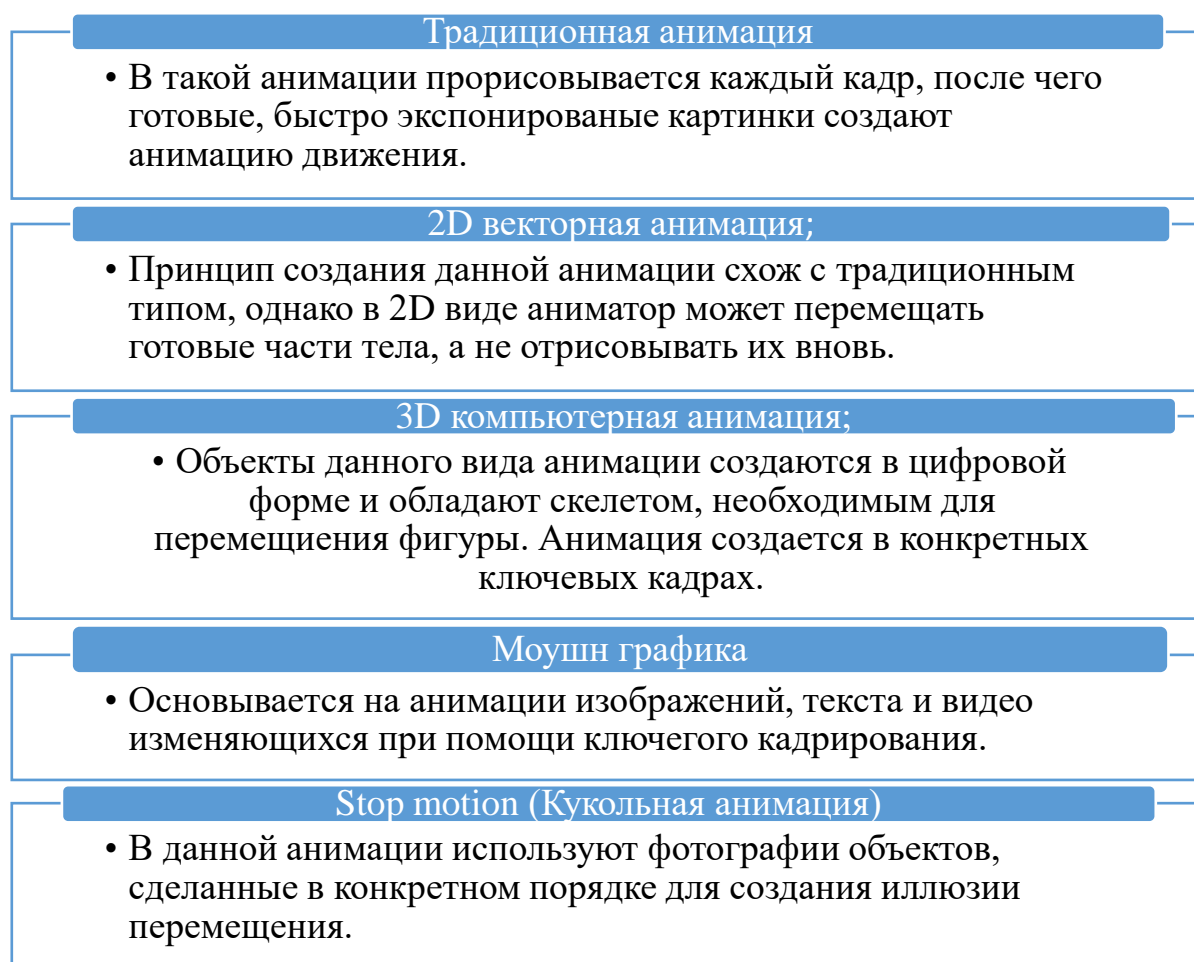 Традиционная анимация
• В такой анимации прорисовывается каждый кадр, после чего
готовые, быстро экспонированые картинки создают
анимацию движения.
2D векторная анимация;
• Принцип создания данной анимации схож с традиционным
типом, однако в 2D виде аниматор может перемещать
готовые части тела, а не отрисовывать их вновь.
3D компьютерная анимация;
• Объекты данного вида анимации создаются в цифровой
форме и обладают скелетом, необходимым для
перемещиения фигуры. Анимация создается в конкретных
ключевых кадрах.
Моушн графика
• Основывается на анимации изображений, текста и видео
изменяющихся при помощи ключегого кадрирования.
Stop motion (Кукольная анимация)
• В данной анимации используют фотографии объектов,
сделанные в конкретном порядке для создания иллюзии
перемещения.